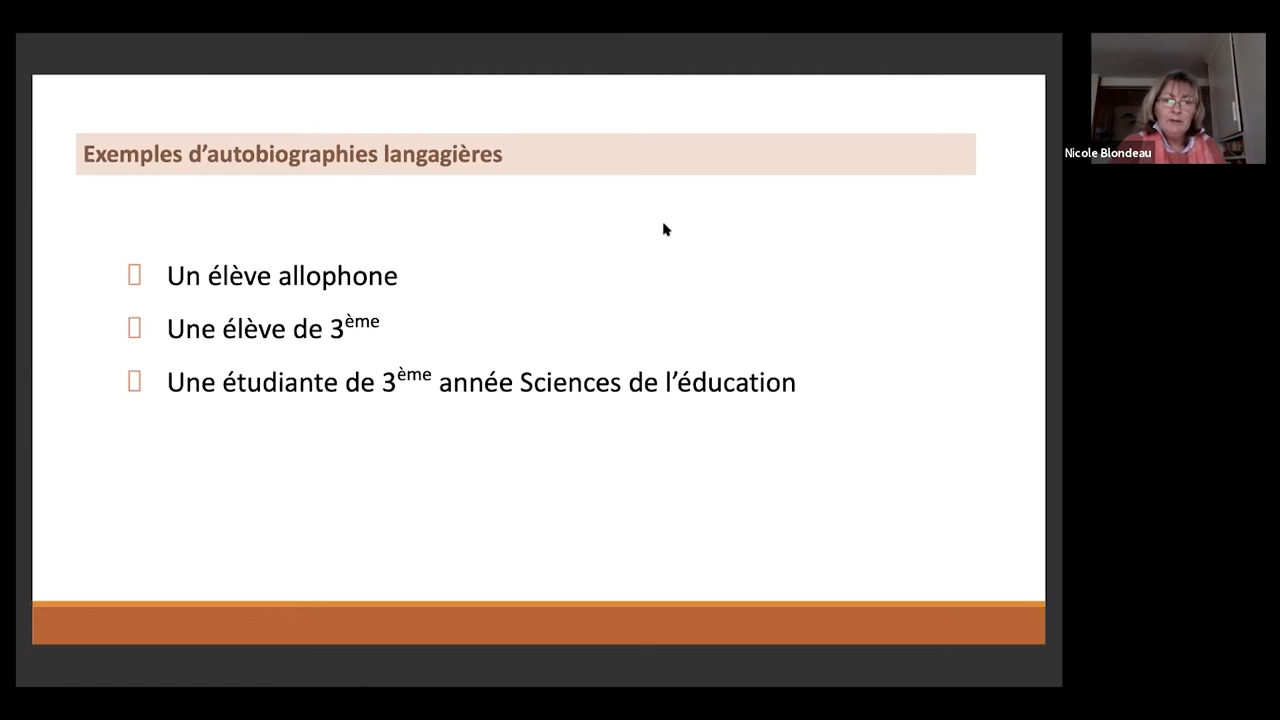 Exemples d’autobiographies langagières
Un élève allophone
Une élève de 3ème
Une étudiante de 3ème année Sciences de l’éducation
Nicole Blondeau